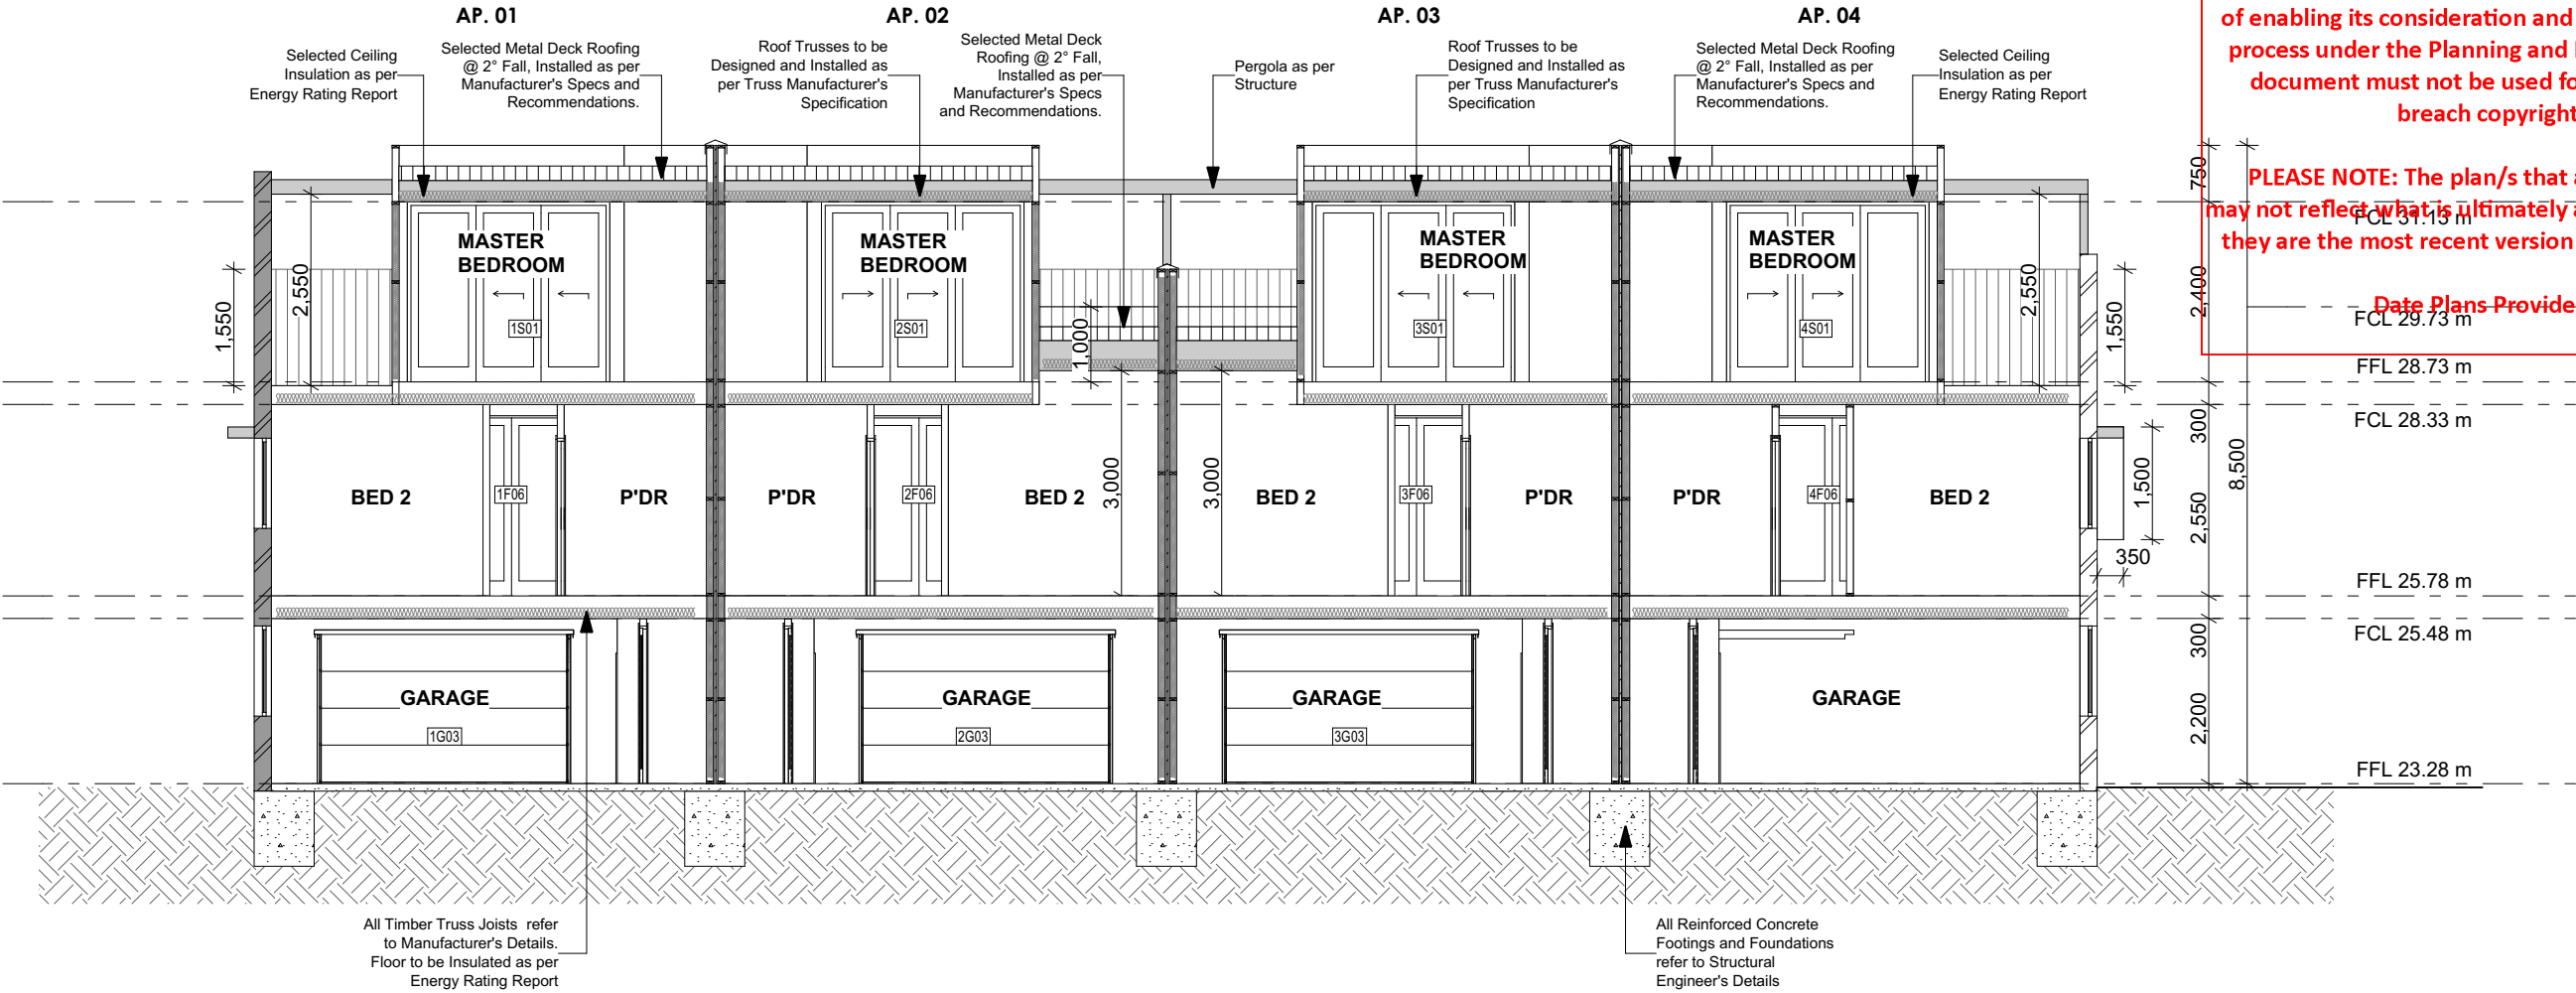 AP. 01
AP. 02
AP. 03
AP. 04
Selected Ceiling
Insulation as per
Energy Rating Report
Selected Metal Deck Roofing
@ 2° Fall, Installed as per
Manufacturer's Specs and
Recommendations.
Roof Trusses to be
Designed and Installed as
per Truss Manufacturer's
Specification
Selected Metal Deck
Roofing @ 2° Fall,
Installed as per
Manufacturer's Specs
and Recommendations.
Pergola as per
Structure
Roof Trusses to be
Designed and Installed as
per Truss Manufacturer's
Specification
Selected Metal Deck Roofing
@ 2° Fall, Installed as per
Manufacturer's Specs and
Recommendations.
Selected Ceiling
Insulation as per
Energy Rating Report
of enabling its consideration and
process under the Planning and
document must not be used
breach copyright
PLEASE NOTE: The plan/s that
may not reflect what is ultimately
they are the most recent version
Date Plans Provide
MASTER
BEDROOM
MASTER
BEDROOM
MASTER
BEDROOM
MASTER
BEDROOM
1S01
2S01
3S01
4S01
1,550
2,550
1,000
2,550
1,550
750
2,400
300
2,550
300
2,200
8,500
FCL 31.13 m
FCL 29.73 m
FFL 28.73 m
FCL 28.33 m
FFL 25.78 m
FCL 25.48 m
FFL 23.28 m
BED 2
1F06
P'DR
P'DR
2F06
BED 2
3,000
3,000
BED 2
3F06
P'DR
P'DR
4F06
BED 2
1,500
350
GARAGE
1G03
GARAGE
2G03
GARAGE
3G03
GARAGE
All Timber Truss Joists refer
to Manufacturer's Details.
Floor to be Insulated as per
Energy Rating Report
All Reinforced Concrete
Footings and Foundations
refer to Structural
Engineer's Details